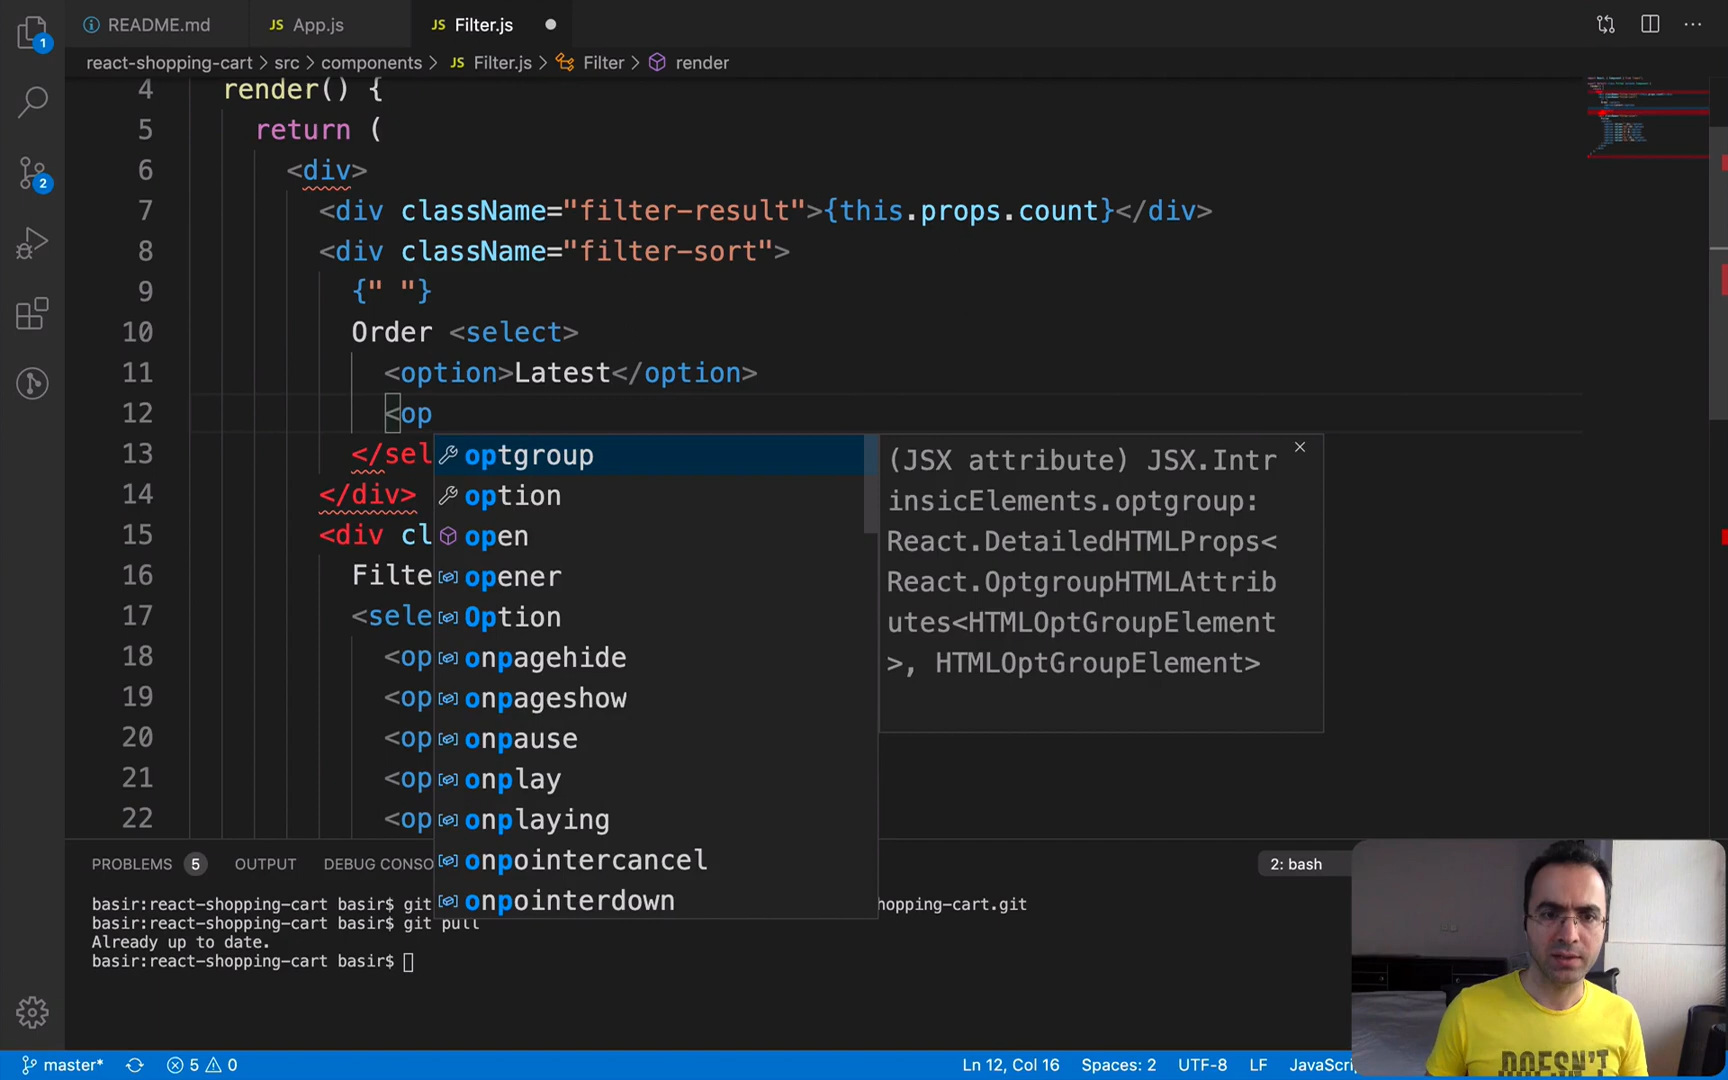 README.md JS App.js JS Filter.js
react-shopping-cart > src > components > JS Filter.js > Filter > render
4 render() {
5 return (
6 <div>
7 <div className="filter-result">{this.props.count}</div>
8 <div className="filter-sort">
9 {" "}
10 Order <select>
11 <option>Latest</option>
12 <op
13 </sel
14 </div>
15 <div cl
16 Filte
17 <sele
18 <op
19 <op
20 <op
21 <op
22 <op
optgroup
option
open
opener
Option
onpagehide
onpageshow
onpause
onplay
onplaying
onpointercancel
onpointerdown
(JSX attribute) JSX.Intr
insicElements.optgroup:
React.DetailedHTMLProps<
React.OptgroupHTMLAttrib
utes<HTMLOptGroupElement
>, HTMLOptGroupElement>
1
2
PROBLEMS 5 OUTPUT DEBUG CONSO 2: bash
basir:react-shopping-cart basir$ git hopping-cart.git
basir:react-shopping-cart basir$ git pull
Already up to date.
basir:react-shopping-cart basir$
master* 5 0 Ln 12, Col 16 Spaces: 2 UTF-8 LF JavaScri
DOESN'T